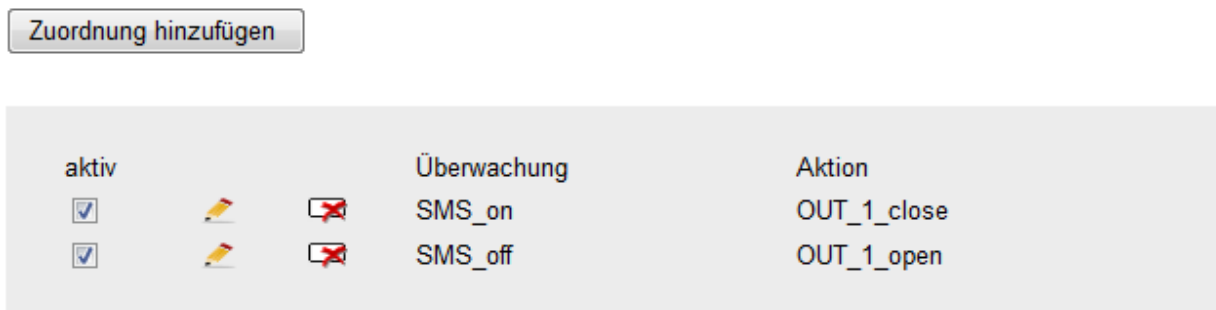 Zuordnung hinzufügen
aktiv Überwachung Aktion
SMS_on OUT_1_close
SMS_off OUT_1_open